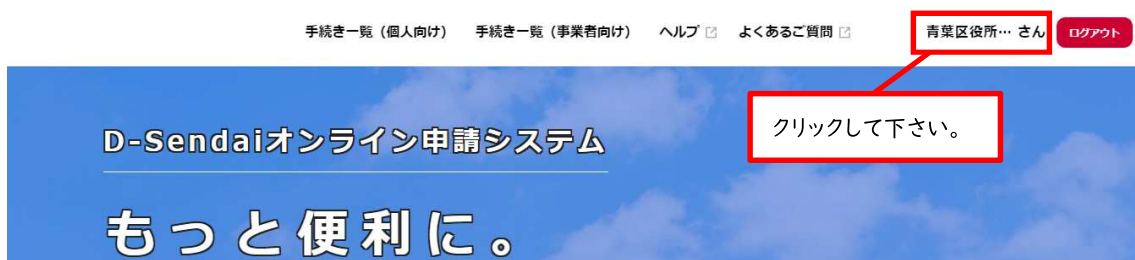 手続き一覧（個人向け） 手続き一覧（事業者向け） ヘルプ よくあるご質問 青葉区役所… さん ログアウト
クリックして下さい。
D-Sendaiオンライン申請システム
もっと便利に。